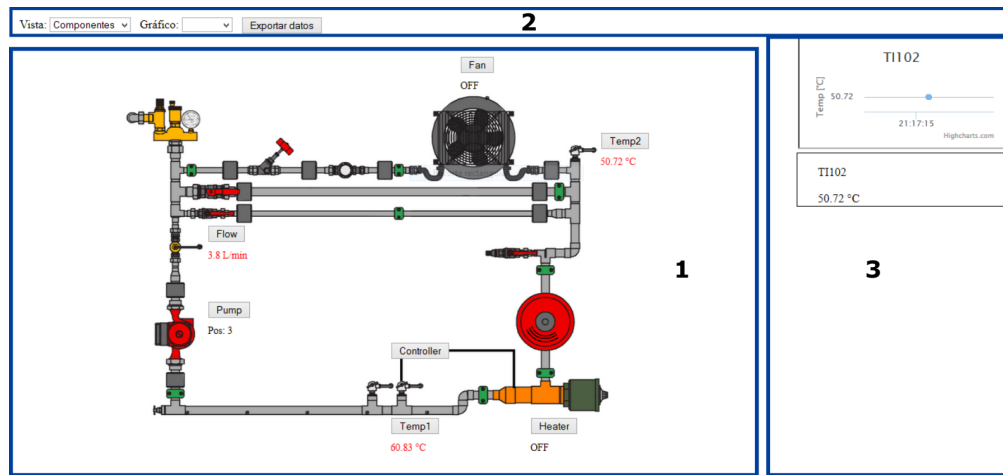 Vista: Componentes Gráfico: Exportar datos
2
Fan
OFF
Temp2
50.72 °C
Flow
3.8 L/min
Pump
Pos: 3
Controller
Temp1
60.83 °C
Heater
OFF
1
TI102
Temp [°C]
50.72
21:17:15
Highcharts.com
TI102
50.72 °C
3